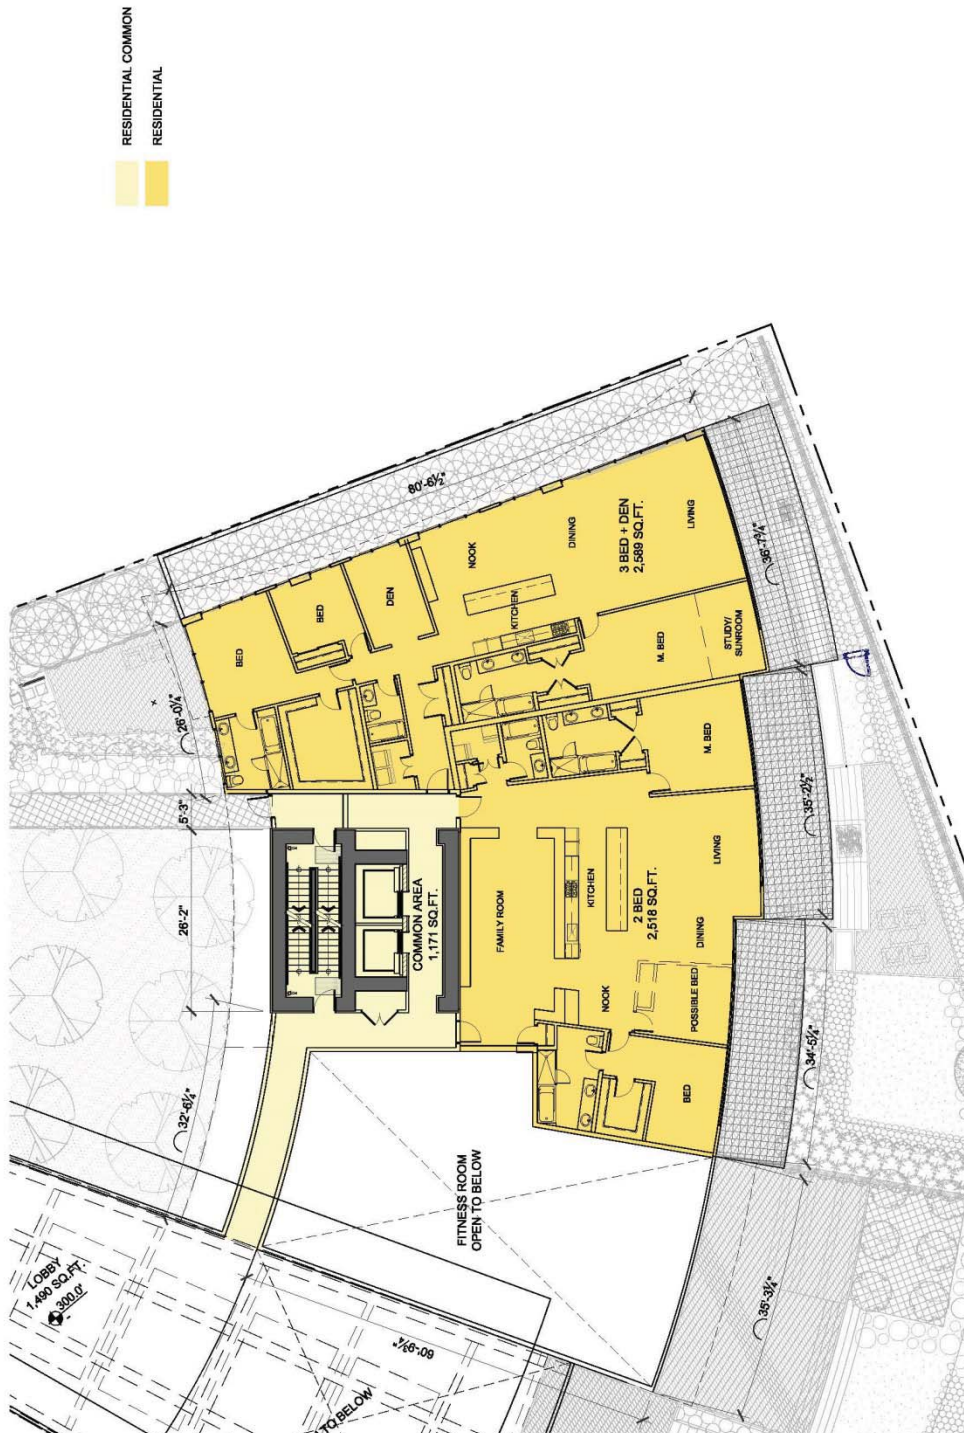 RESIDENTIAL COMMON
RESIDENTIAL
80'-6½"
BED
BED
DEN
NOOK
DINING
3 BED + DEN
2,589 SQ.FT.
LIVING
KITCHEN
M. BED
STUDY/
SUNROOM
36'-7¾"
26'-0¼"
5'-3"
26'-2"
32'-6¼"
COMMON AREA
1,171 SQ.FT.
FAMILY ROOM
KITCHEN
2 BED
2,518 SQ.FT.
M. BED
LIVING
DINING
NOOK
POSSIBLE BED
BED
35'-2½"
34'-5¼"
FITNESS ROOM
OPEN TO BELOW
LOBBY
1,490 SQ.FT.
300.0'
60'-9¾"
TO BELOW
35'-3¼"